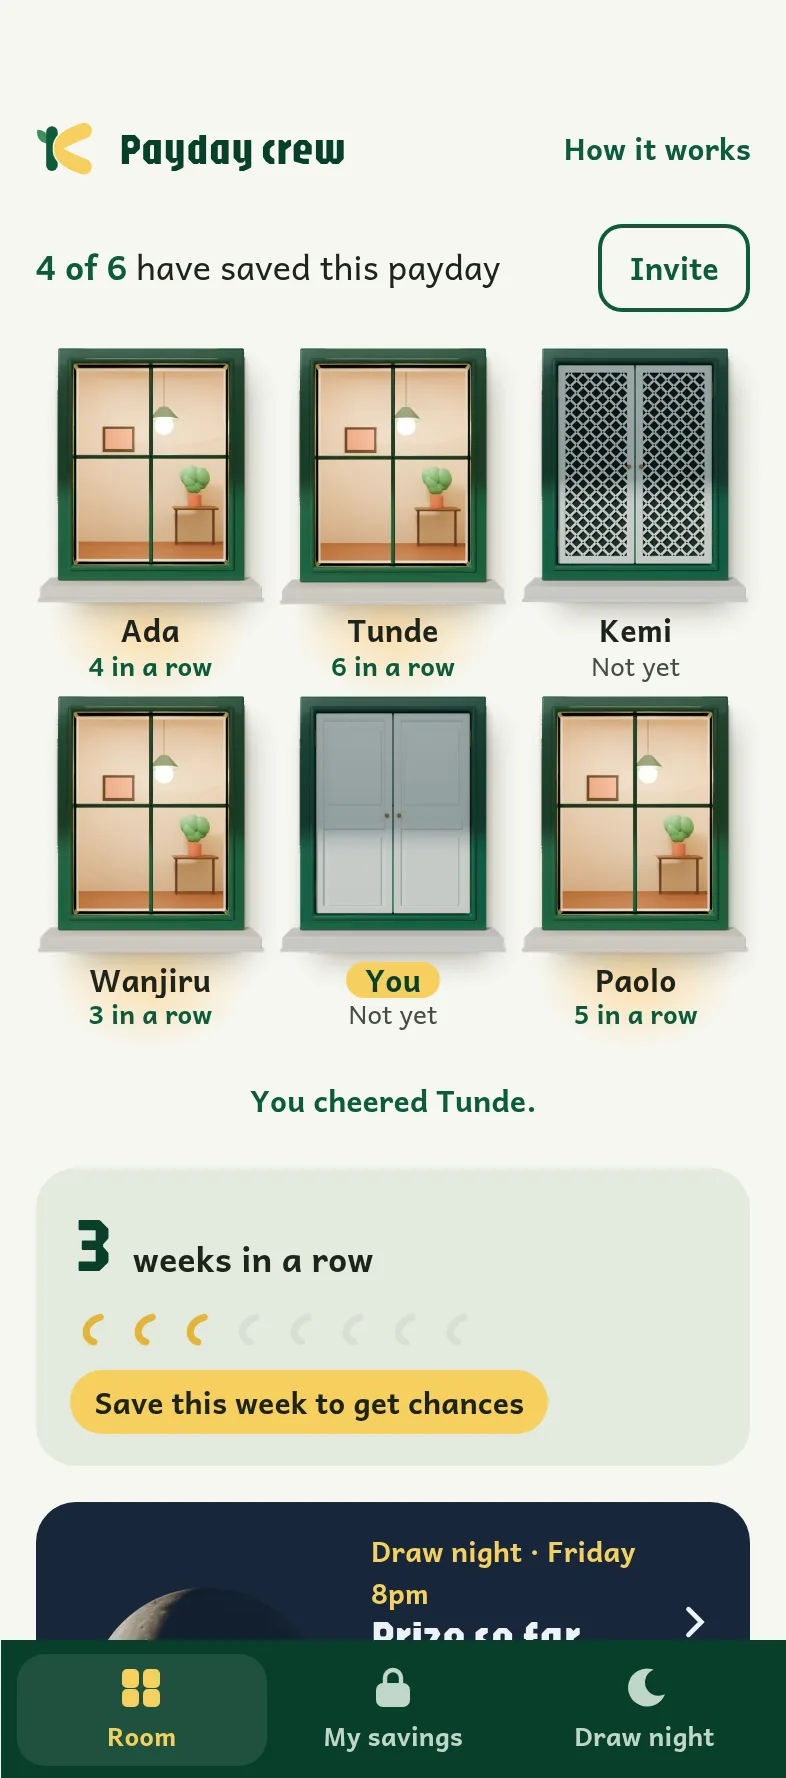 Payday crew
How it works
4 of 6 have saved this payday
Invite
Ada
Tunde
Kemi
4 in a row
6 in a row
Not yet
Wanjiru
You
Paolo
3 in a row
Not yet
5 in a row
You cheered Tunde.
3 weeks in a row
Save this week to get chances
Draw night · Friday
8pm
Prize so far
Room
My savings
Draw night